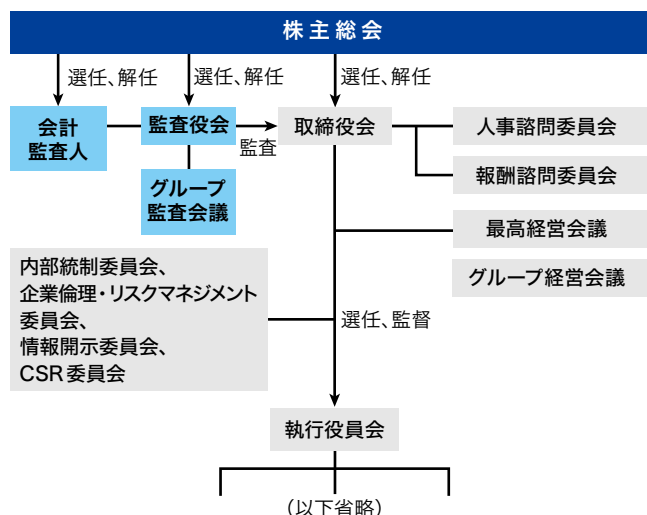 株主総会
選任、解任
選任、解任
選任、解任
会計
監査人
監査役会
監査
取締役会
人事諮問委員会
報酬諮問委員会
グループ
監査会議
最高経営会議
グループ経営会議
内部統制委員会、
企業倫理・リスクマネジメント
委員会、
情報開示委員会、
CSR委員会
選任、監督
執行役員会
（以下省略）